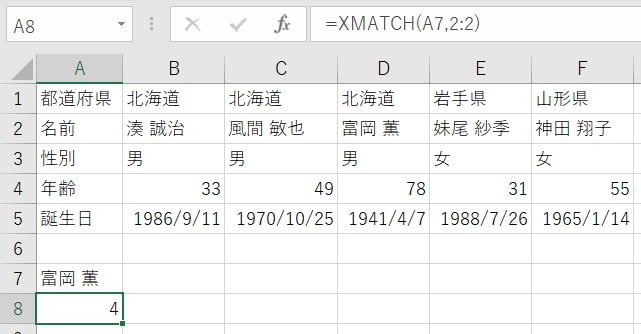 A8 fx =XMATCH(A7,2:2)
A B C D E F
1 都道府県 北海道 北海道 北海道 岩手県 山形県
2 名前 湊 誠治 風間 敏也 富岡 薫 妹尾 紗季 神田 翔子
3 性別 男 男 男 女 女
4 年齢 33 49 78 31 55
5 誕生日 1986/9/11 1970/10/25 1941/4/7 1988/7/26 1965/1/14
6
7 富岡 薫
8 4